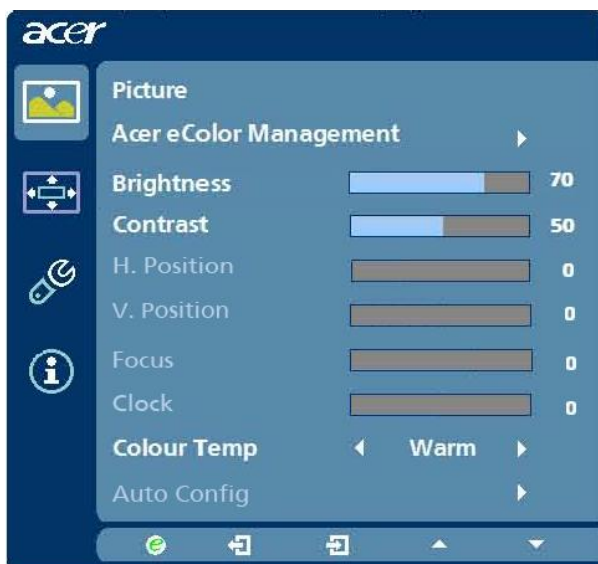 acer
Picture
Acer eColor Management
Brightness 70
Contrast 50
H. Position 0
V. Position 0
Focus 0
Clock 0
Colour Temp Warm
Auto Config
e